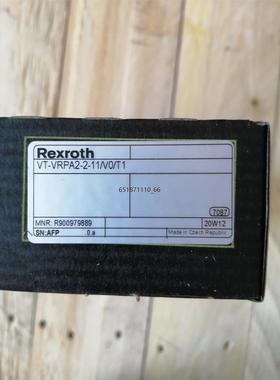 Rexroth
VT-VRPA2-2-11/V0/T1
651871110_66
7087
MNR: R900979889
20W12
SN:AFP 0.a
Made in Czech Republic